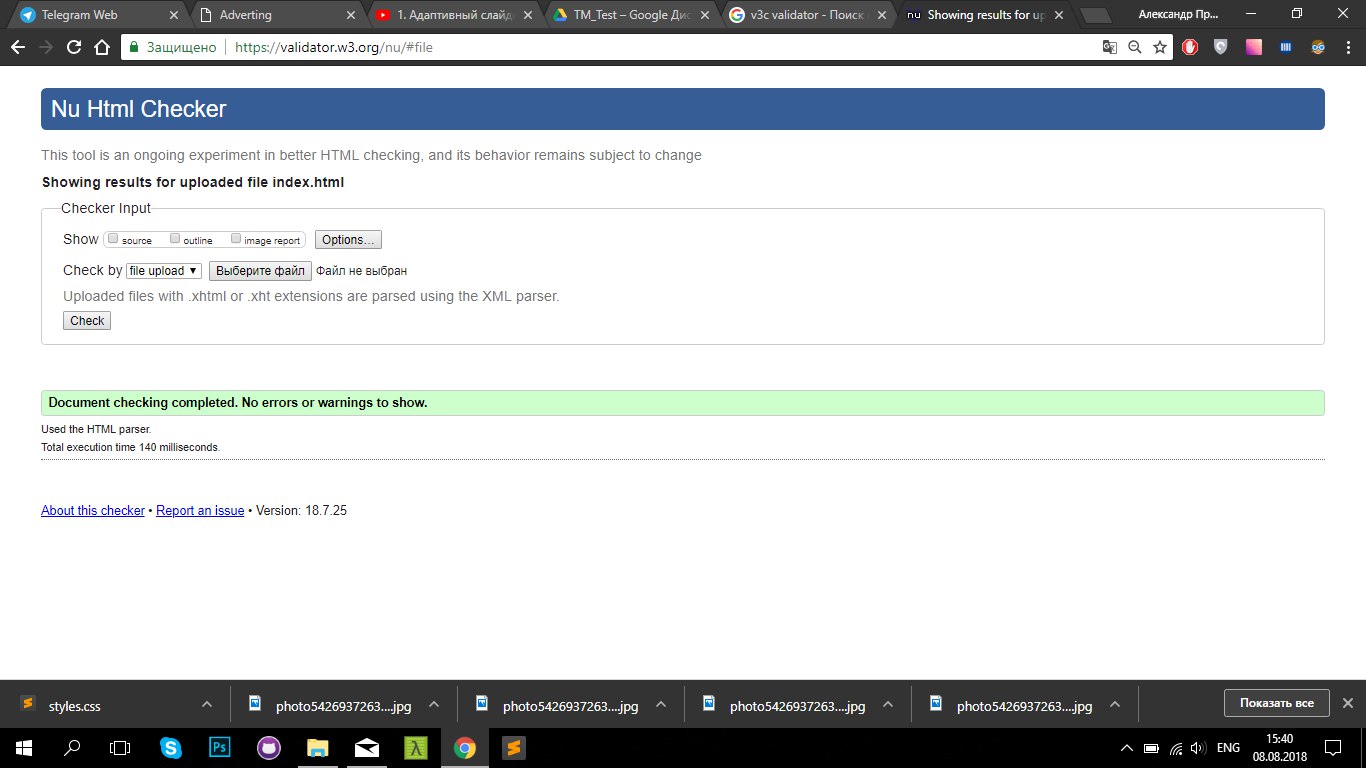 Telegram Web
Adverting
1. Адаптивный слайд
TM_Test – Google Дис
v3c validator - Поиск
nu Showing results for up
Александр Пр...
Защищено https://validator.w3.org/nu/#file
Nu Html Checker
This tool is an ongoing experiment in better HTML checking, and its behavior remains subject to change
Showing results for uploaded file index.html
Checker Input
Show source outline image report Options...
Check by file upload Выберите файл Файл не выбран
Uploaded files with .xhtml or .xht extensions are parsed using the XML parser.
Check
Document checking completed. No errors or warnings to show.
Used the HTML parser.
Total execution time 140 milliseconds.
About this checker • Report an issue • Version: 18.7.25
styles.css
photo5426937263....jpg
photo5426937263....jpg
photo5426937263....jpg
photo5426937263....jpg
Показать все
Ps
ENG
15:40
08.08.2018